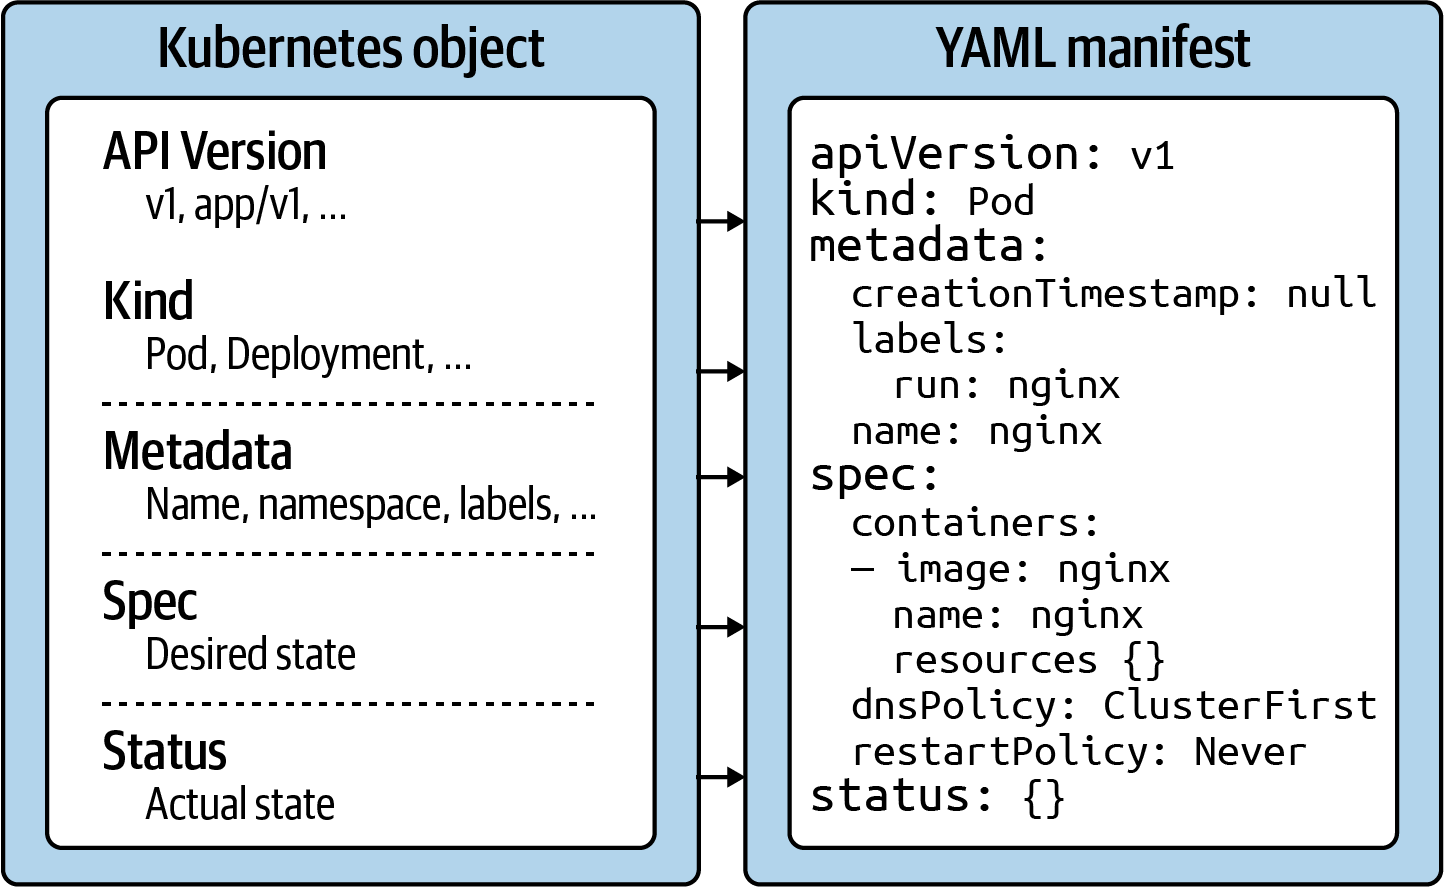 Kubernetes object
API Version
v1, app/v1, ...
Kind
Pod, Deployment, ...
Metadata
Name, namespace, labels, ...
Spec
Desired state
Status
Actual state
YAML manifest
apiVersion: v1
kind: Pod
metadata:
  creationTimestamp: null
  labels:
    run: nginx
  name: nginx
spec:
  containers:
  – image: nginx
    name: nginx
    resources {}
  dnsPolicy: ClusterFirst
  restartPolicy: Never
status: {}